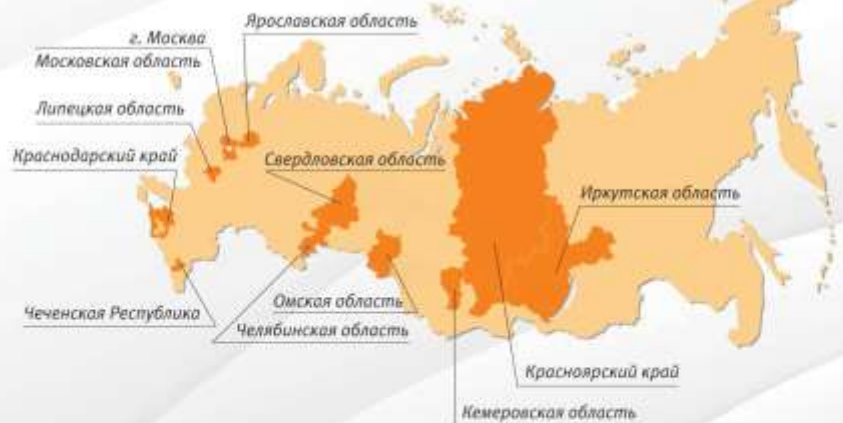 Ярославская область
г. Москва
Московская область
Липецкая область
Краснодарский край
Свердловская область
Иркутская область
Чеченская Республика
Омская область
Челябинская область
Красноярский край
Кемеровская область